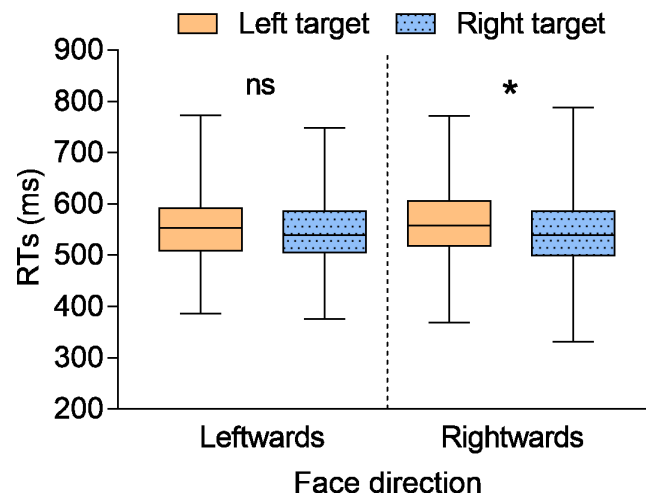 Left target Right target
900
800
700
600
500
400
300
200
RTs (ms)
ns
*
Leftwards Rightwards
Face direction